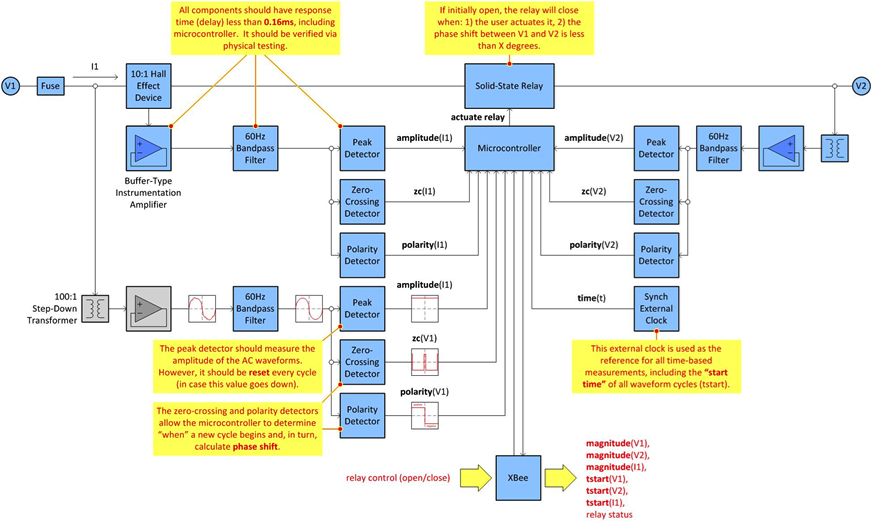 All components should have response
time (delay) less than 0.16ms, including
microcontroller. It should be verified via
physical testing.
If initially open, the relay will close
when: 1) the user actuates it, 2) the
phase shift between V1 and V2 is less
than X degrees.
V1
Fuse
I1
10:1 Hall
Effect
Device
Solid-State Relay
V2
actuate relay
Buffer-Type
Instrumentation
Amplifier
60Hz
Bandpass
Filter
Peak
Detector
amplitude(I1)
Microcontroller
amplitude(V2)
Peak
Detector
60Hz
Bandpass
Filter
Zero-
Crossing
Detector
zc(I1)
zc(V2)
Zero-
Crossing
Detector
Polarity
Detector
polarity(I1)
polarity(V2)
Polarity
Detector
100:1
Step-Down
Transformer
60Hz
Bandpass
Filter
Peak
Detector
amplitude(I1)
time(t)
Synch
External
Clock
The peak detector should measure the
amplitude of the AC waveforms.
However, it should be reset every cycle
(in case this value goes down).
Zero-
Crossing
Detector
zc(V1)
This external clock is used as the
reference for all time-based
measurements, including the “start
time” of all waveform cycles (tstart).
The zero-crossing and polarity detectors
allow the microcontroller to determine
“when” a new cycle begins and, in turn,
calculate phase shift.
Polarity
Detector
polarity(V1)
relay control (open/close)
XBee
magnitude(V1),
magnitude(V2),
magnitude(I1),
tstart(V1),
tstart(V2),
tstart(I1),
relay status